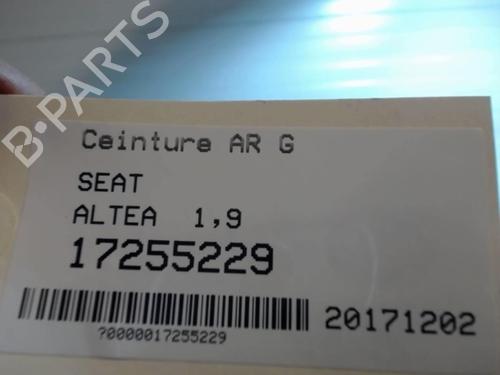 B-PARTS
Ceinture AR G
SEAT
ALTEA 1,9
17255229
20171202
?0000017255229